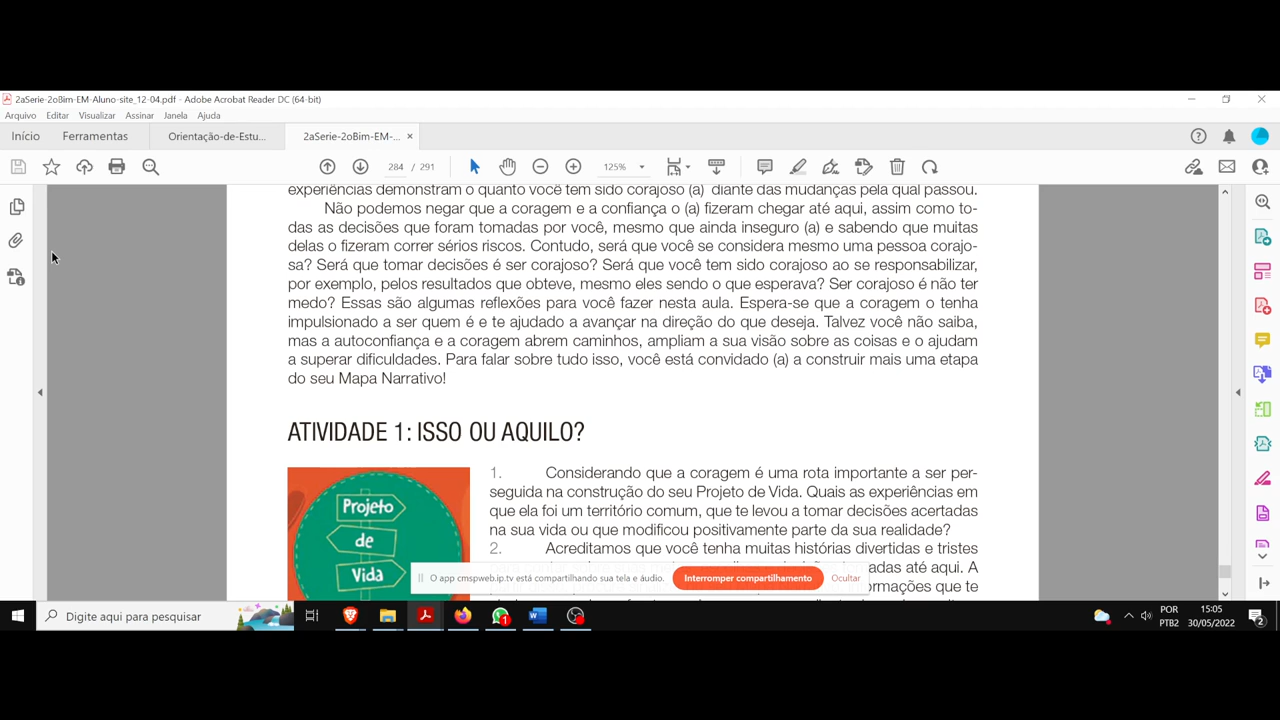 2aSerie-2oBim-EM-Aluno-site_12-04.pdf - Adobe Acrobat Reader DC (64-bit)
Arquivo Editar Visualizar Assinar Janela Ajuda
Início Ferramentas Orientação-de-Estu... 2aSerie-2oBim-EM-... ×
284 / 291 125%
experiências demonstram o quanto você tem sido corajoso (a) diante das mudanças pela qual passou.
Não podemos negar que a coragem e a confiança o (a) fizeram chegar até aqui, assim como to-
das as decisões que foram tomadas por você, mesmo que ainda inseguro (a) e sabendo que muitas
delas o fizeram correr sérios riscos. Contudo, será que você se considera mesmo uma pessoa corajo-
sa? Será que tomar decisões é ser corajoso? Será que você tem sido corajoso ao se responsabilizar,
por exemplo, pelos resultados que obteve, mesmo eles sendo o que esperava? Ser corajoso é não ter
medo? Essas são algumas reflexões para você fazer nesta aula. Espera-se que a coragem o tenha
impulsionado a ser quem é e te ajudado a avançar na direção do que deseja. Talvez você não saiba,
mas a autoconfiança e a coragem abrem caminhos, ampliam a sua visão sobre as coisas e o ajudam
a superar dificuldades. Para falar sobre tudo isso, você está convidado (a) a construir mais uma etapa
do seu Mapa Narrativo!
ATIVIDADE 1: ISSO OU AQUILO?
Projeto
de
Vida
1. Considerando que a coragem é uma rota importante a ser per-
seguida na construção do seu Projeto de Vida. Quais as experiências em
que ela foi um território comum, que te levou a tomar decisões acertadas
na sua vida ou que modificou positivamente parte da sua realidade?
2. Acreditamos que você tenha muitas histórias divertidas e tristes
madas até aqui. A
ormações que te
O app cmspweb.ip.tv está compartilhando sua tela e áudio. Interromper compartilhamento Ocultar
Digite aqui para pesquisar
1
POR
PTB2
15:05
30/05/2022
2